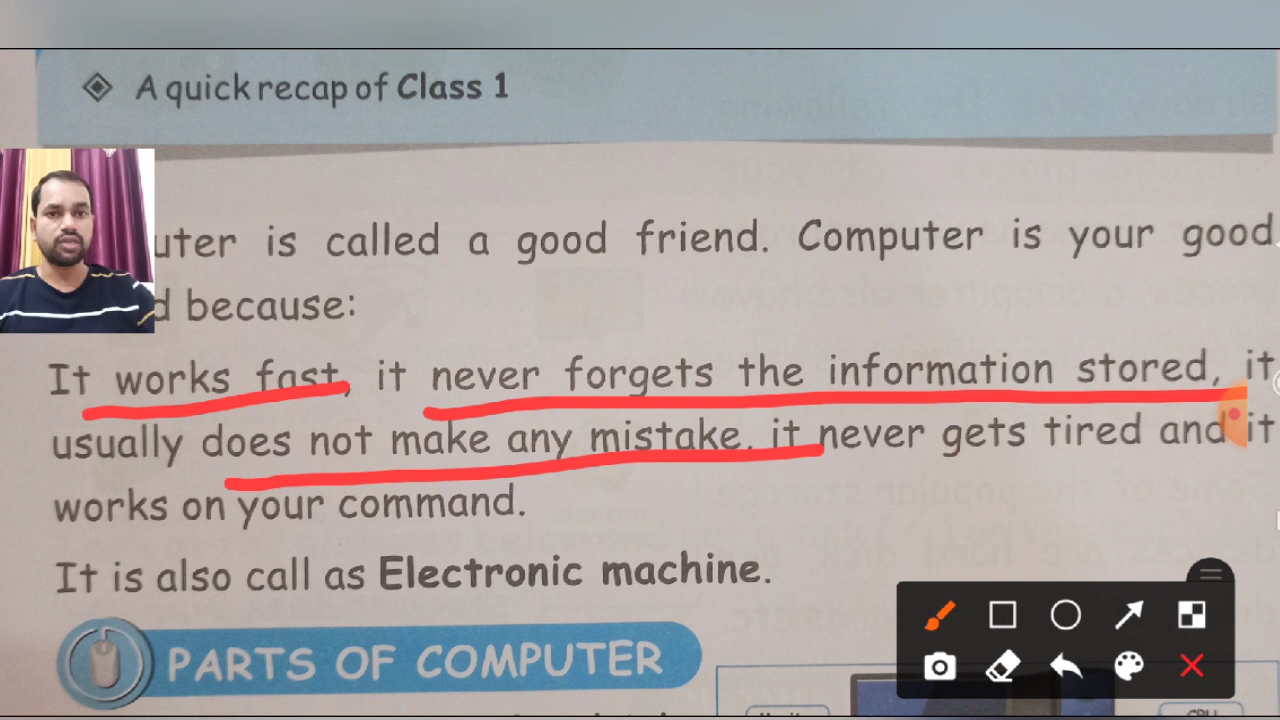 A quick recap of Class 1
uter is called a good friend. Computer is your good
d because:
It works fast, it never forgets the information stored, it
usually does not make any mistake. it never gets tired and it
works on your command.
It is also call as Electronic machine.
PARTS OF COMPUTER
CPU